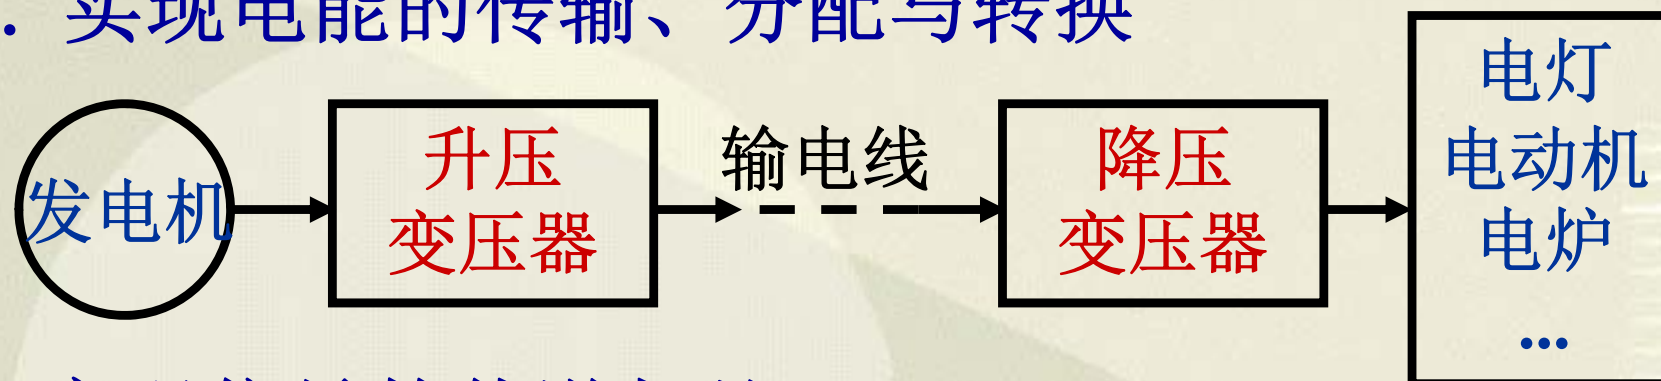 . 实现电能的传输、分配与转换
发电机
升压
变压器
输电线
降压
变压器
电灯
电动机
电炉
...